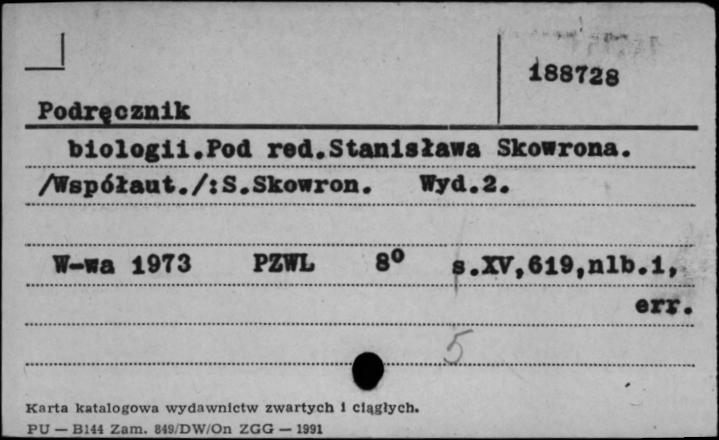 188728
Podręcznik
biologii.Pod red.Stanisława Skowrona.
/Współaut./:S.Skowron. Wyd.2.
W-wa 1973 PZWL 8º s.XV,619,nlb.1,
err.
5
Karta katalogowa wydawnictw zwartych i ciągłych.
PU — B144 Zam. 849/DW/On ZGG — 1991